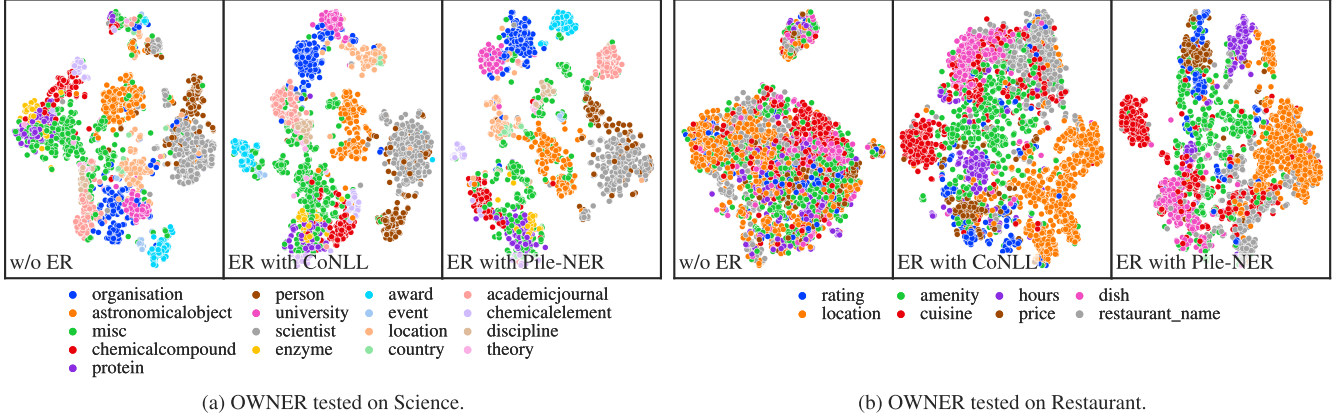 w/o ER
ER with CoNLL
ER with Pile-NER
w/o ER
ER with CoNLL
ER with Pile-NER
organisation person award academicjournal
astronomicalobject university event chemicalelement
misc scientist location discipline
chemicalcompound enzyme country theory
protein
rating amenity hours dish
location cuisine price restaurant_name
(a) OWNER tested on Science.
(b) OWNER tested on Restaurant.